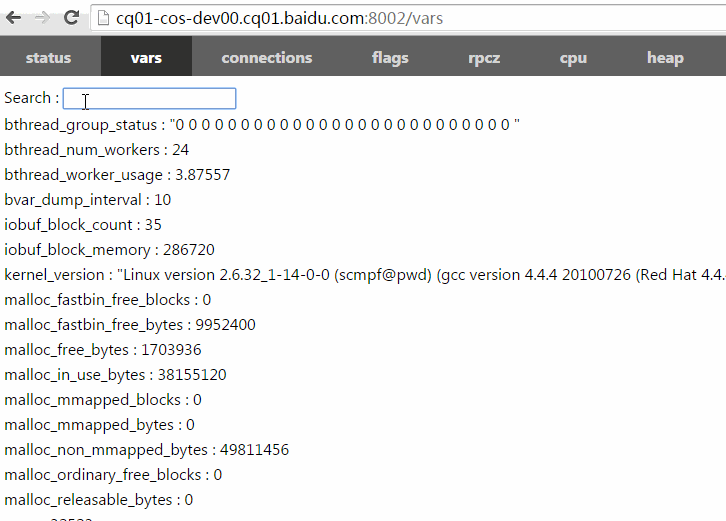 cq01-cos-dev00.cq01.baidu.com:8002/vars
status vars connections flags rpcz cpu heap
Search :
bthread_group_status : "0 0 0 0 0 0 0 0 0 0 0 0 0 0 0 0 0 0 0 0 0 0 0 0 0 0 "
bthread_num_workers : 24
bthread_worker_usage : 3.87557
bvar_dump_interval : 10
iobuf_block_count : 35
iobuf_block_memory : 286720
kernel_version : "Linux version 2.6.32_1-14-0-0 (scmpf@pwd) (gcc version 4.4.4 20100726 (Red Hat 4.4.
malloc_fastbin_free_blocks : 0
malloc_fastbin_free_bytes : 9952400
malloc_free_bytes : 1703936
malloc_in_use_bytes : 38155120
malloc_mmapped_blocks : 0
malloc_mmapped_bytes : 0
malloc_non_mmapped_bytes : 49811456
malloc_ordinary_free_blocks : 0
malloc_releasable_bytes : 0